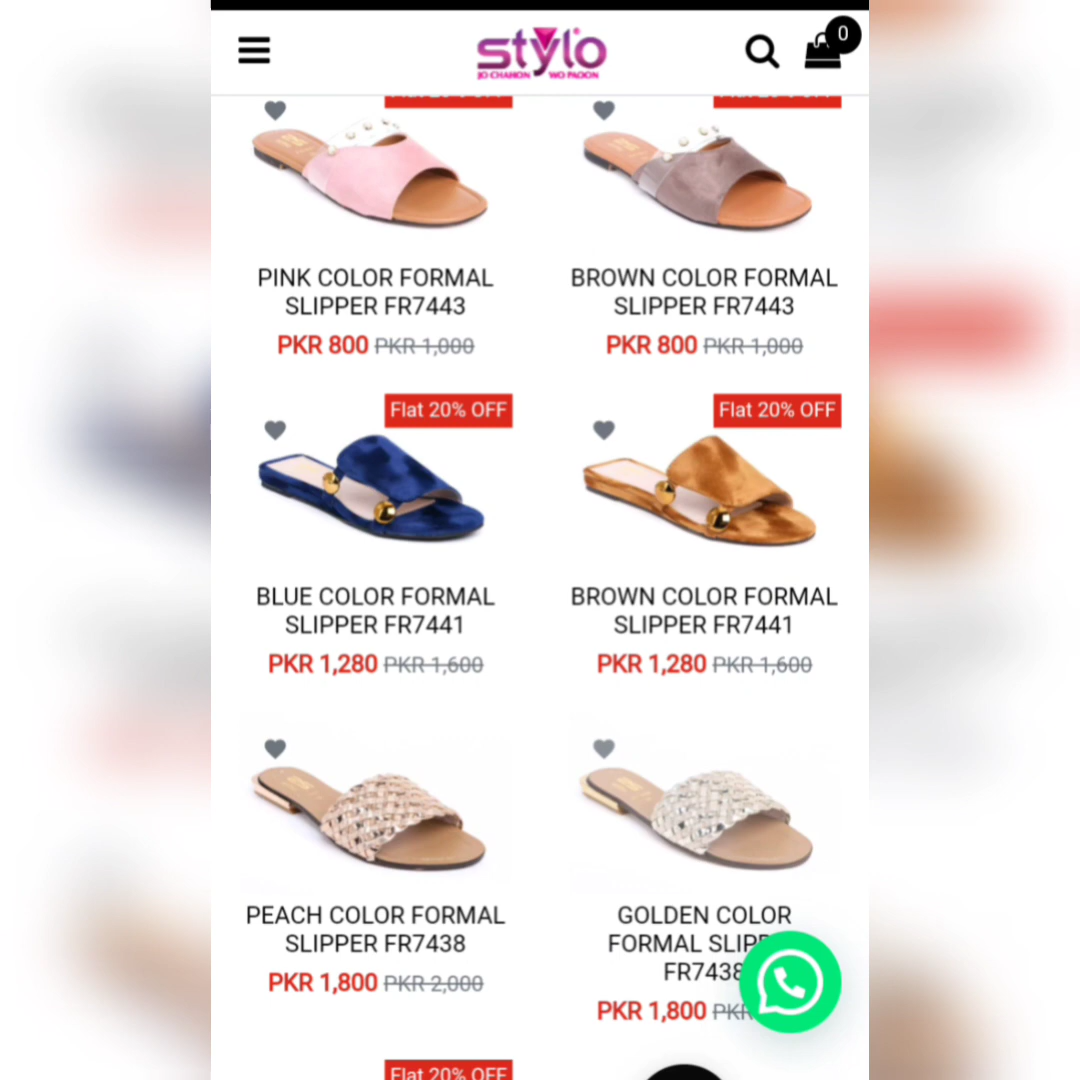 0
stylo
JO CHAHON WO PAOON
PINK COLOR FORMAL
SLIPPER FR7443
PKR 800 PKR 1,000
BROWN COLOR FORMAL
SLIPPER FR7443
PKR 800 PKR 1,000
Flat 20% OFF
BLUE COLOR FORMAL
SLIPPER FR7441
PKR 1,280 PKR 1,600
Flat 20% OFF
BROWN COLOR FORMAL
SLIPPER FR7441
PKR 1,280 PKR 1,600
PEACH COLOR FORMAL
SLIPPER FR7438
PKR 1,800 PKR 2,000
GOLDEN COLOR
FORMAL
FR7438
PKR 1,800 PKR
Flat 20% OFF